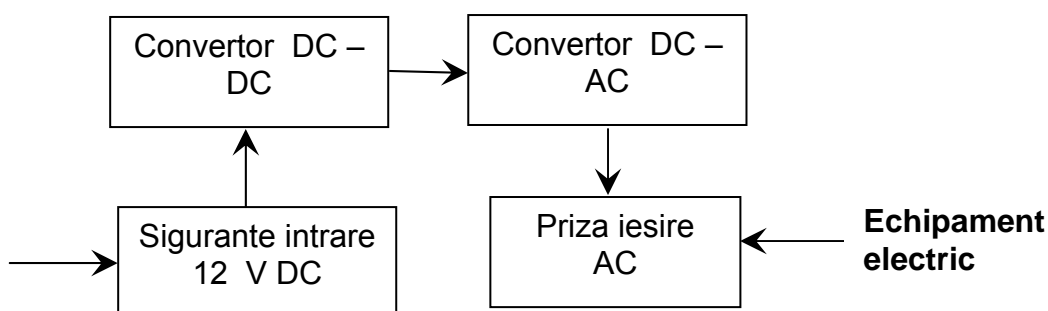 Convertor DC –
DC
Convertor DC –
AC
Sigurante intrare
12 V DC
Priza iesire
AC
Echipament
electric